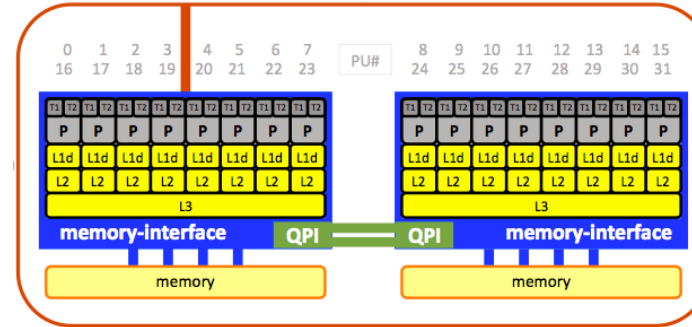 0 1 2 3 4 5 6 7 PU# 8 9 10 11 12 13 14 15
16 17 18 19 20 21 22 23 24 25 26 27 28 29 30 31
T1 T2 T1 T2 T1 T2 T1 T2 T1 T2 T1 T2 T1 T2 T1 T2 T1 T2 T1 T2 T1 T2 T1 T2 T1 T2 T1 T2 T1 T2 T1 T2
P P P P P P P P P P P P P P P P
L1d L1d L1d L1d L1d L1d L1d L1d L1d L1d L1d L1d L1d L1d L1d L1d
L2 L2 L2 L2 L2 L2 L2 L2 L2 L2 L2 L2 L2 L2 L2 L2
L3 L3
memory-interface QPI QPI memory-interface
memory memory